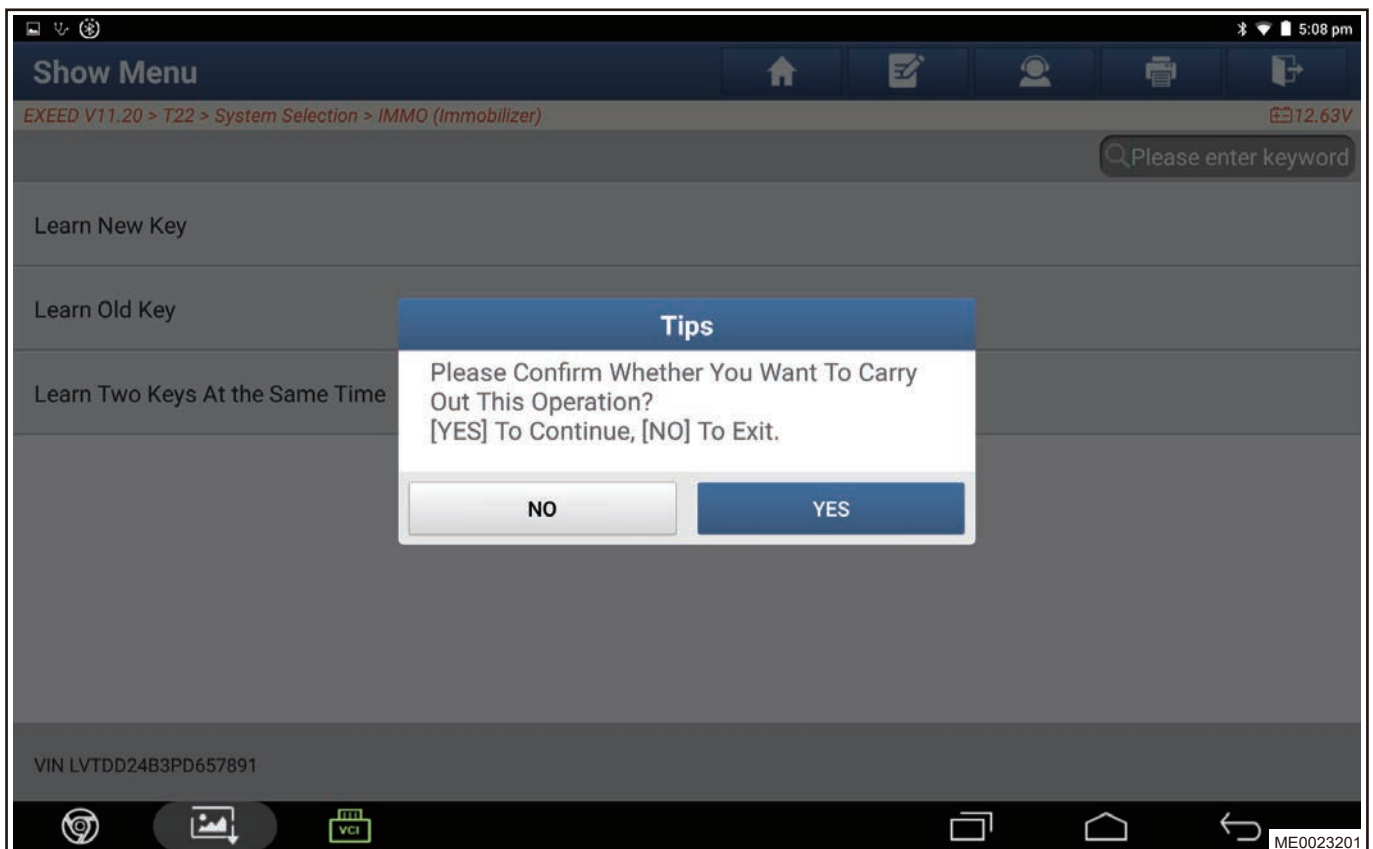 5:08 pm
Show Menu
EXEED V11.20 > T22 > System Selection > IMMO (Immobilizer)
12.63V
Please enter keyword
Learn New Key
Learn Old Key
Learn Two Keys At the Same Time
Tips
Please Confirm Whether You Want To Carry
Out This Operation?
[YES] To Continue, [NO] To Exit.
NO
YES
VIN LVTDD24B3PD657891
VCI
ME0023201